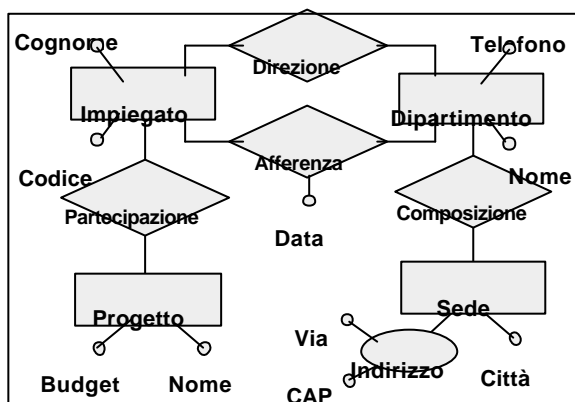 Cognome
Telefono
Direzione
Impiegato
Dipartimento
Afferenza
Codice
Nome
Partecipazione
Composizione
Data
Progetto
Sede
Via
Indirizzo
Budget
Nome
CAP
Città